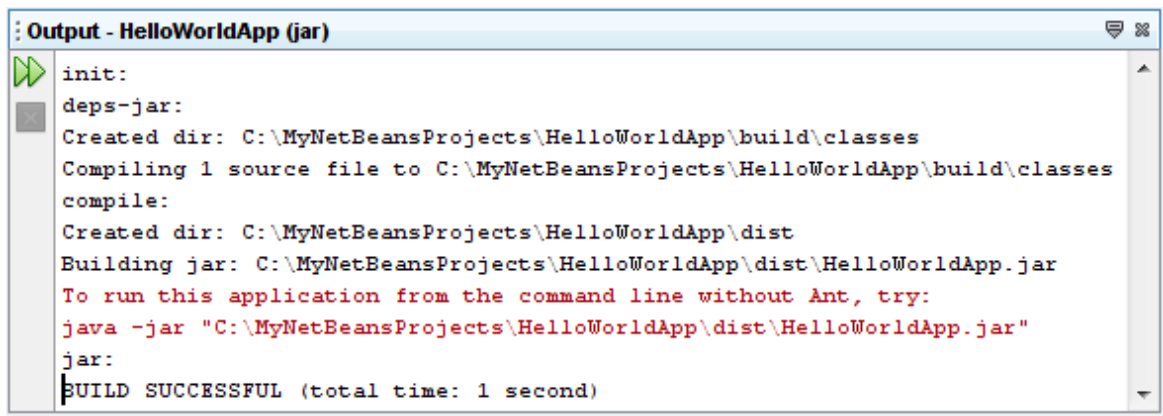 Output - HelloWorldApp (jar)
init:
deps-jar:
Created dir: C:\MyNetBeansProjects\HelloWorldApp\build\classes
Compiling 1 source file to C:\MyNetBeansProjects\HelloWorldApp\build\classes
compile:
Created dir: C:\MyNetBeansProjects\HelloWorldApp\dist
Building jar: C:\MyNetBeansProjects\HelloWorldApp\dist\HelloWorldApp.jar
To run this application from the command line without Ant, try:
java -jar "C:\MyNetBeansProjects\HelloWorldApp\dist\HelloWorldApp.jar"
jar:
BUILD SUCCESSFUL (total time: 1 second)